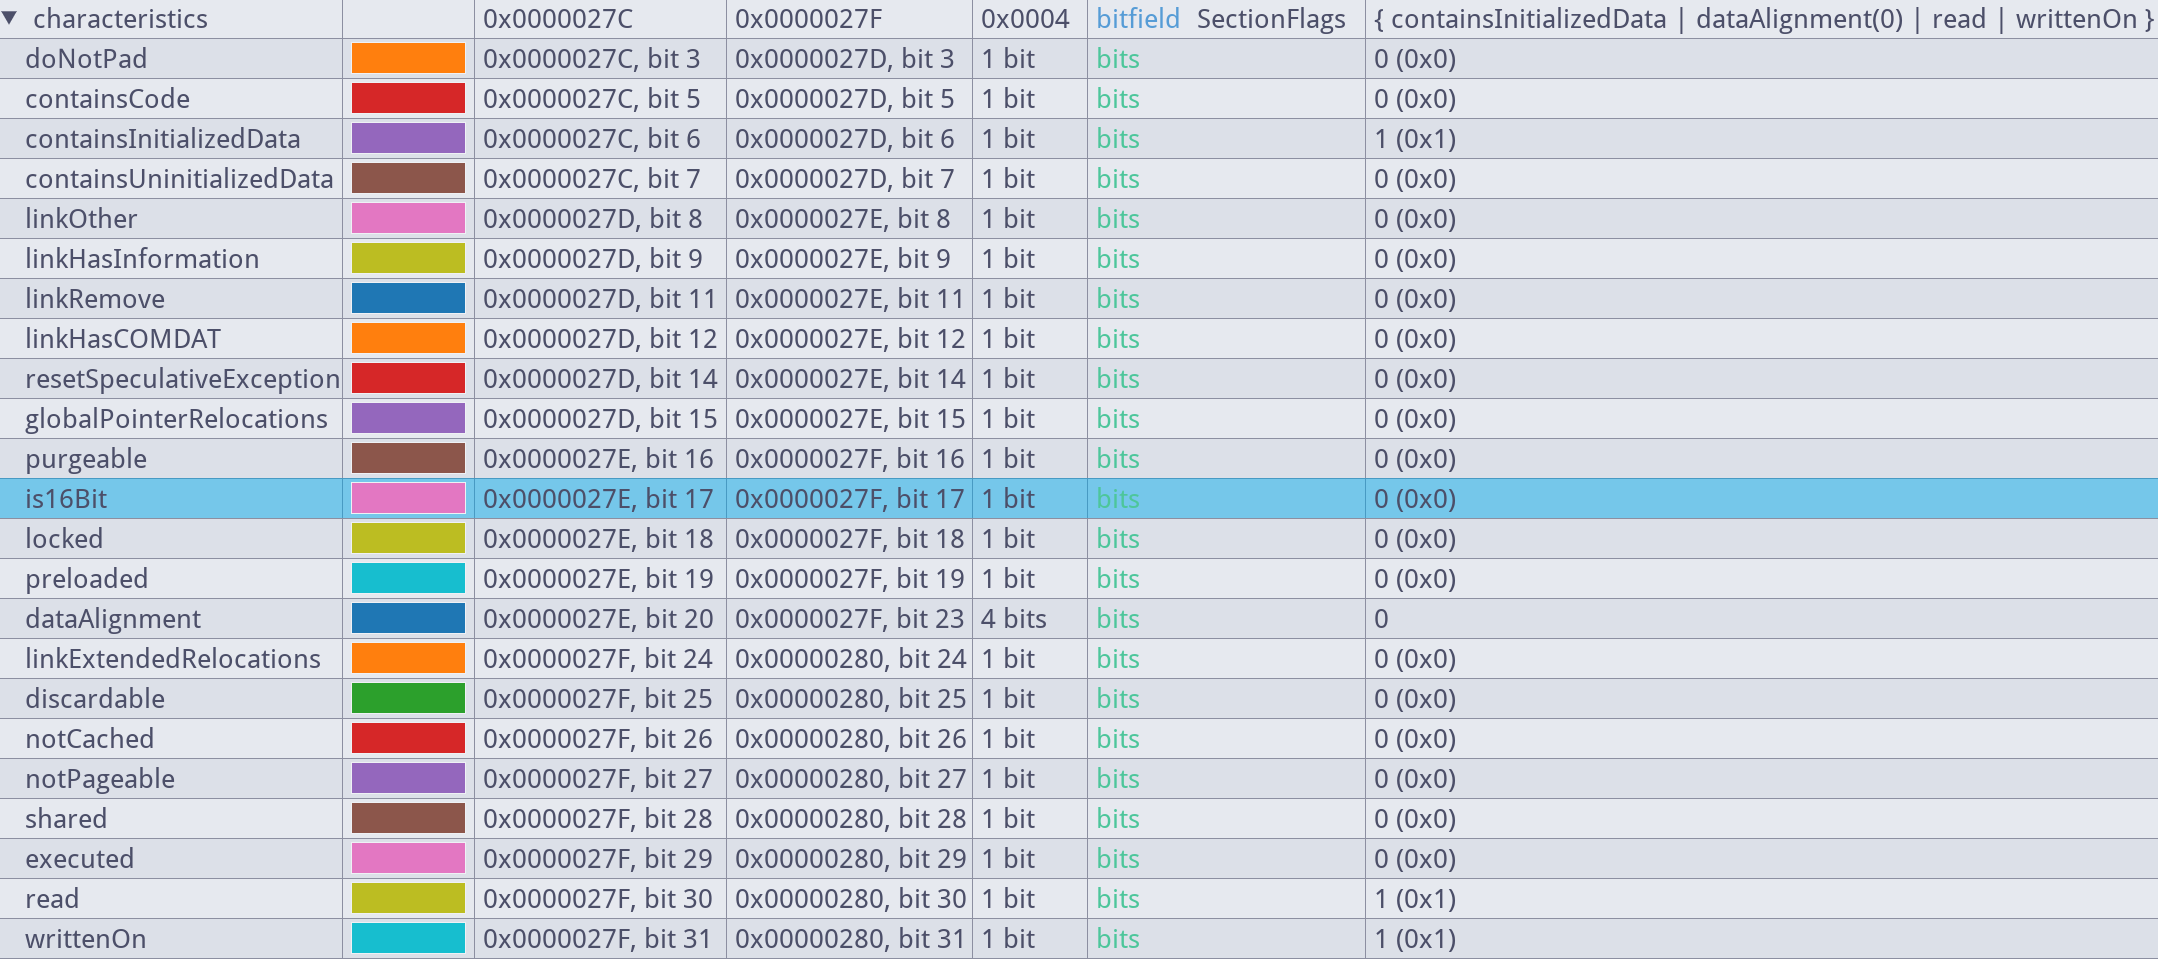 characteristics 0x0000027C 0x0000027F 0x0004 bitfield SectionFlags { containsInitializedData | dataAlignment(0) | read | writtenOn }
doNotPad 0x0000027C, bit 3 0x0000027D, bit 3 1 bit bits 0 (0x0)
containsCode 0x0000027C, bit 5 0x0000027D, bit 5 1 bit bits 0 (0x0)
containsInitializedData 0x0000027C, bit 6 0x0000027D, bit 6 1 bit bits 1 (0x1)
containsUninitializedData 0x0000027C, bit 7 0x0000027D, bit 7 1 bit bits 0 (0x0)
linkOther 0x0000027D, bit 8 0x0000027E, bit 8 1 bit bits 0 (0x0)
linkHasInformation 0x0000027D, bit 9 0x0000027E, bit 9 1 bit bits 0 (0x0)
linkRemove 0x0000027D, bit 11 0x0000027E, bit 11 1 bit bits 0 (0x0)
linkHasCOMDAT 0x0000027D, bit 12 0x0000027E, bit 12 1 bit bits 0 (0x0)
resetSpeculativeException 0x0000027D, bit 14 0x0000027E, bit 14 1 bit bits 0 (0x0)
globalPointerRelocations 0x0000027D, bit 15 0x0000027E, bit 15 1 bit bits 0 (0x0)
purgeable 0x0000027E, bit 16 0x0000027F, bit 16 1 bit bits 0 (0x0)
is16Bit 0x0000027E, bit 17 0x0000027F, bit 17 1 bit bits 0 (0x0)
locked 0x0000027E, bit 18 0x0000027F, bit 18 1 bit bits 0 (0x0)
preloaded 0x0000027E, bit 19 0x0000027F, bit 19 1 bit bits 0 (0x0)
dataAlignment 0x0000027E, bit 20 0x0000027F, bit 23 4 bits bits 0
linkExtendedRelocations 0x0000027F, bit 24 0x00000280, bit 24 1 bit bits 0 (0x0)
discardable 0x0000027F, bit 25 0x00000280, bit 25 1 bit bits 0 (0x0)
notCached 0x0000027F, bit 26 0x00000280, bit 26 1 bit bits 0 (0x0)
notPageable 0x0000027F, bit 27 0x00000280, bit 27 1 bit bits 0 (0x0)
shared 0x0000027F, bit 28 0x00000280, bit 28 1 bit bits 0 (0x0)
executed 0x0000027F, bit 29 0x00000280, bit 29 1 bit bits 0 (0x0)
read 0x0000027F, bit 30 0x00000280, bit 30 1 bit bits 1 (0x1)
writtenOn 0x0000027F, bit 31 0x00000280, bit 31 1 bit bits 1 (0x1)